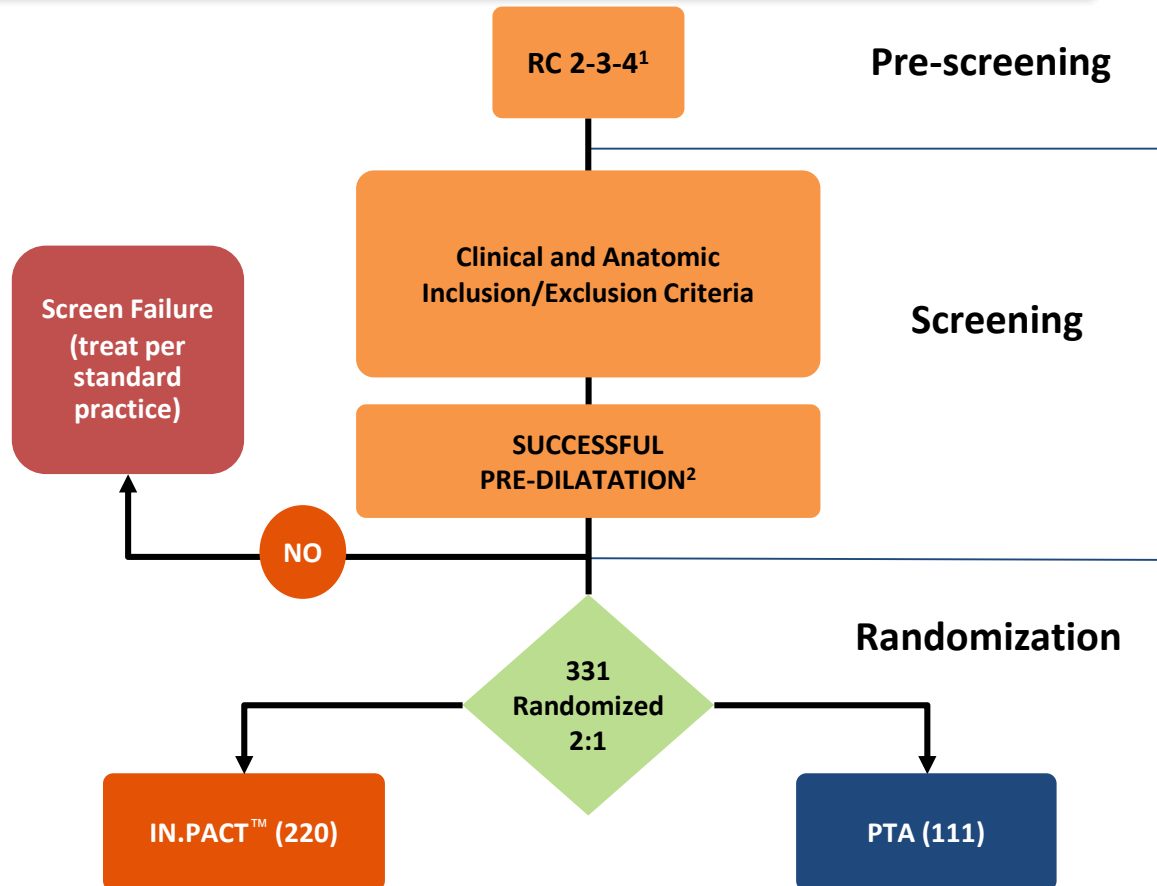 RC 2-3-4¹
Pre-screening
Clinical and Anatomic
Inclusion/Exclusion Criteria
Screening
Screen Failure
(treat per
standard
practice)
SUCCESSFUL
PRE-DILATATION²
NO
Randomization
331
Randomized
2:1
IN.PACT™ (220)
PTA (111)